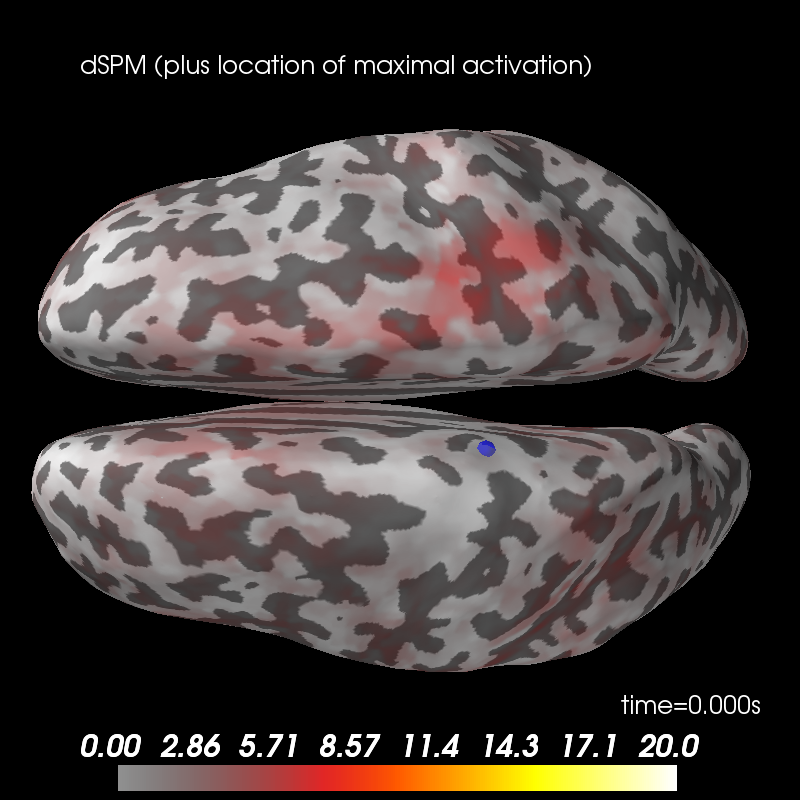 dSPM (plus location of maximal activation)
time=0.000s
0.00 2.86 5.71 8.57 11.4 14.3 17.1 20.0